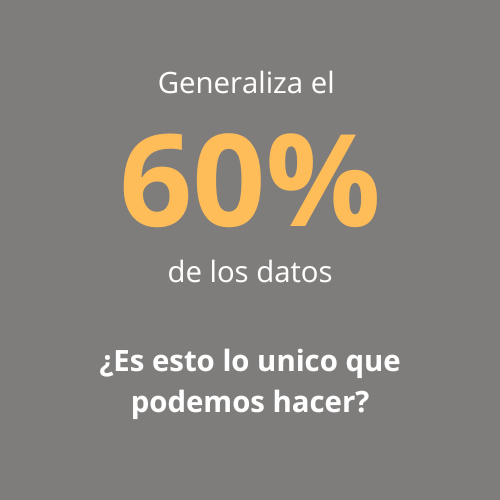 Generaliza el
60%
de los datos
¿Es esto lo unico que
podemos hacer?